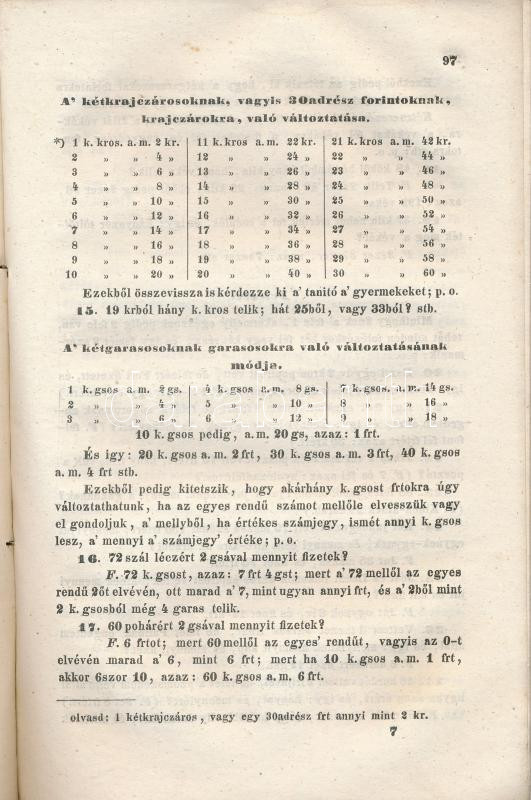 97
A' kétkrajczárosoknak, vagyis 30adrész forintoknak,
krajczárokra, való változtatása.
*) 1 k. kros. a. m. 2 kr. 11 k. kros a. m. 22 kr. 21 k. kros a. m. 42 kr.
2 „ „ 4 „ 12 „ „ 24 „ 22 „ „ 44 „
3 „ „ 6 „ 13 „ „ 26 „ 23 „ „ 46 „
4 „ „ 8 „ 14 „ „ 28 „ 24 „ „ 48 „
5 „ „ 10 „ 15 „ „ 30 „ 25 „ „ 50 „
6 „ „ 12 „ 16 „ „ 32 „ 26 „ „ 52 „
7 „ „ 14 „ 17 „ „ 34 „ 27 „ „ 54 „
8 „ „ 16 „ 18 „ „ 36 „ 28 „ „ 56 „
9 „ „ 18 „ 19 „ „ 38 „ 29 „ „ 58 „
10 „ „ 20 „ 20 „ „ 40 „ 30 „ „ 60 „
Ezekből összevissza is kérdezze ki a' tanító a' gyermekeket; p. o.
15. 19 krból hány k. kros telik; hát 25ből, vagy 33ból? stb.
A' kétgarasosoknak garasosokra való változtatásának
módja.
1 k. gsos a. m. 2 gs. 4 k. gsos a. m. 8 gs. 7 k. gsos. a. m. 14 gs.
2 „ „ 4 „ 5 „ „ 10 „ 8 „ „ 16 „
3 „ „ 6 „ 6 „ „ 12 „ 9 „ „ 18 „
10 k. gsos pedig, a. m. 20 gs, azaz: 1 frt.
És igy: 20 k. gsos a. m. 2 frt, 30 k. gsos a. m. 3 frt, 40 k. gsos
a. m. 4 frt stb.
Ezekből pedig kitetszik, hogy akárhány k. gsost frtokra úgy
változtathatunk, ha az egyes rendű számot mellőle elvesszük vagy
el gondoljuk, a' mellyből, ha értékes számjegy, ismét annyi k. gsos
lesz, a' mennyi a' számjegy' értéke; p. o.
16. 72 szál léczért 2 gsával mennyit fizetek?
F. 72 k. gsost, azaz: 7 frt 4 gst; mert a' 72 mellől az egyes
rendű 2őt elvévén, ott marad a' 7, mint ugyan annyi frt, és a' 2ből mint
2 k. gsosból még 4 garas telik.
17. 60 pohárért 2 gsával mennyit fizetek?
F. 6 frtot; mert 60 mellől az egyes' rendűt, vagyis az 0-t
elvévén marad a' 6, mint 6 frt; mert ha 10 k. gsos a. m. 1 frt,
akkor 6szor 10, azaz: 60 k. gsos a. m. 6 frt.
olvasd: 1 kétkrajczáros, vagy egy 30adrész frt annyi mint 2 kr.
7